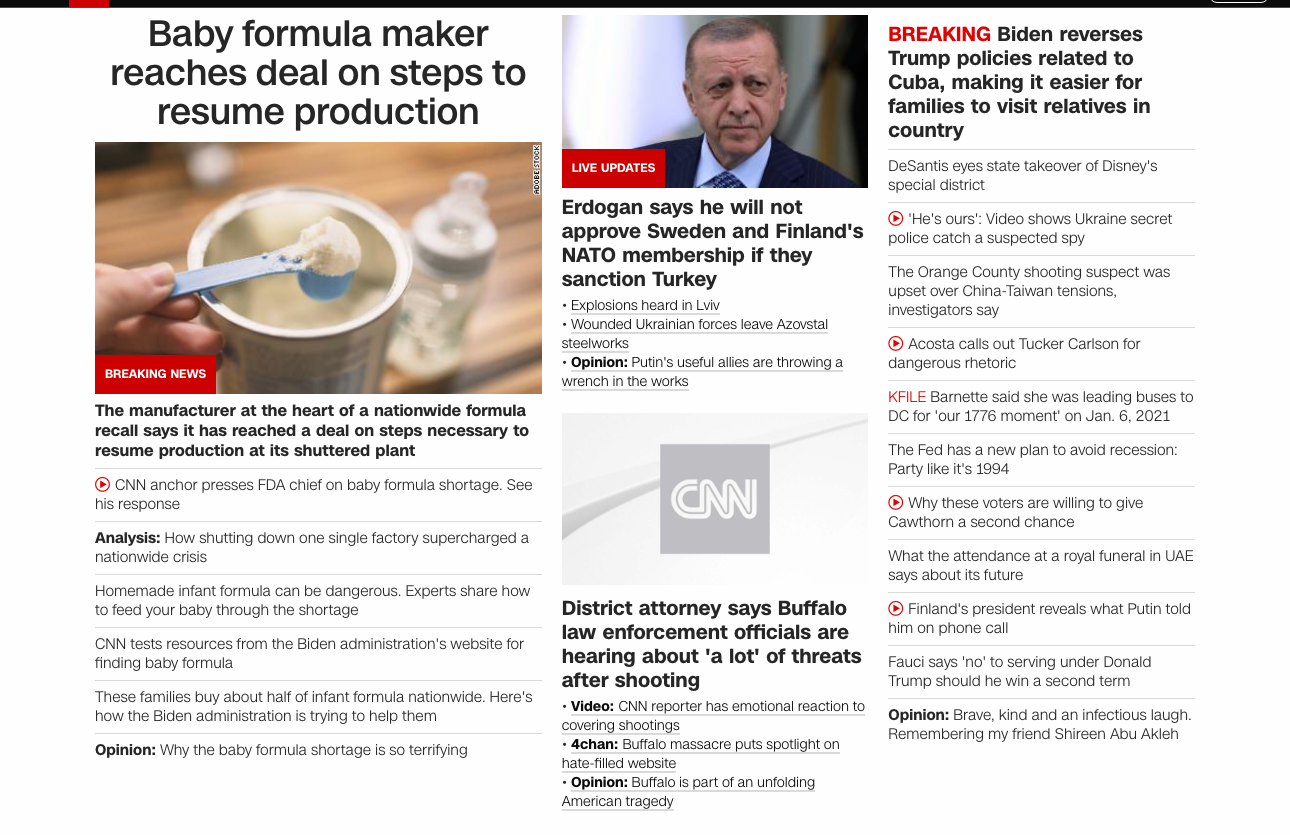 Baby formula maker
reaches deal on steps to
resume production
ADOBE STOCK
BREAKING NEWS
The manufacturer at the heart of a nationwide formula
recall says it has reached a deal on steps necessary to
resume production at its shuttered plant
CNN anchor presses FDA chief on baby formula shortage. See
his response
Analysis: How shutting down one single factory supercharged a
nationwide crisis
Homemade infant formula can be dangerous. Experts share how
to feed your baby through the shortage
CNN tests resources from the Biden administration's website for
finding baby formula
These families buy about half of infant formula nationwide. Here's
how the Biden administration is trying to help them
Opinion: Why the baby formula shortage is so terrifying
LIVE UPDATES
Erdogan says he will not
approve Sweden and Finland's
NATO membership if they
sanction Turkey
• Explosions heard in Lviv
• Wounded Ukrainian forces leave Azovstal
steelworks
• Opinion: Putin's useful allies are throwing a
wrench in the works
CNN
District attorney says Buffalo
law enforcement officials are
hearing about 'a lot' of threats
after shooting
• Video: CNN reporter has emotional reaction to
covering shootings
• 4chan: Buffalo massacre puts spotlight on
hate-filled website
• Opinion: Buffalo is part of an unfolding
American tragedy
BREAKING Biden reverses
Trump policies related to
Cuba, making it easier for
families to visit relatives in
country
DeSantis eyes state takeover of Disney's
special district
'He's ours': Video shows Ukraine secret
police catch a suspected spy
The Orange County shooting suspect was
upset over China-Taiwan tensions,
investigators say
Acosta calls out Tucker Carlson for
dangerous rhetoric
KFILE Barnette said she was leading buses to
DC for 'our 1776 moment' on Jan. 6, 2021
The Fed has a new plan to avoid recession:
Party like it's 1994
Why these voters are willing to give
Cawthorn a second chance
What the attendance at a royal funeral in UAE
says about its future
Finland's president reveals what Putin told
him on phone call
Fauci says 'no' to serving under Donald
Trump should he win a second term
Opinion: Brave, kind and an infectious laugh.
Remembering my friend Shireen Abu Akleh